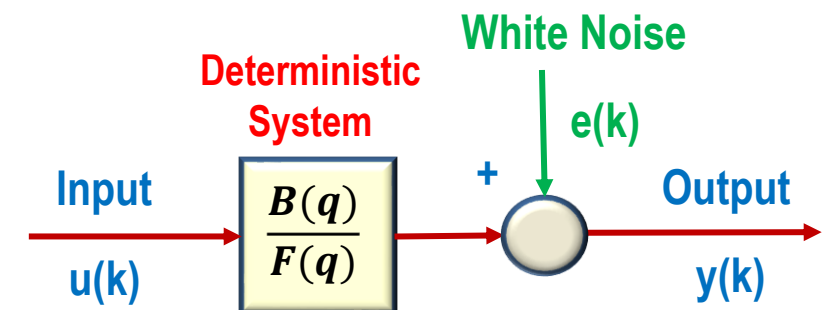 White Noise
Deterministic
System
e(k)
+
Input
Output
B(q)
F(q)
u(k)
y(k)